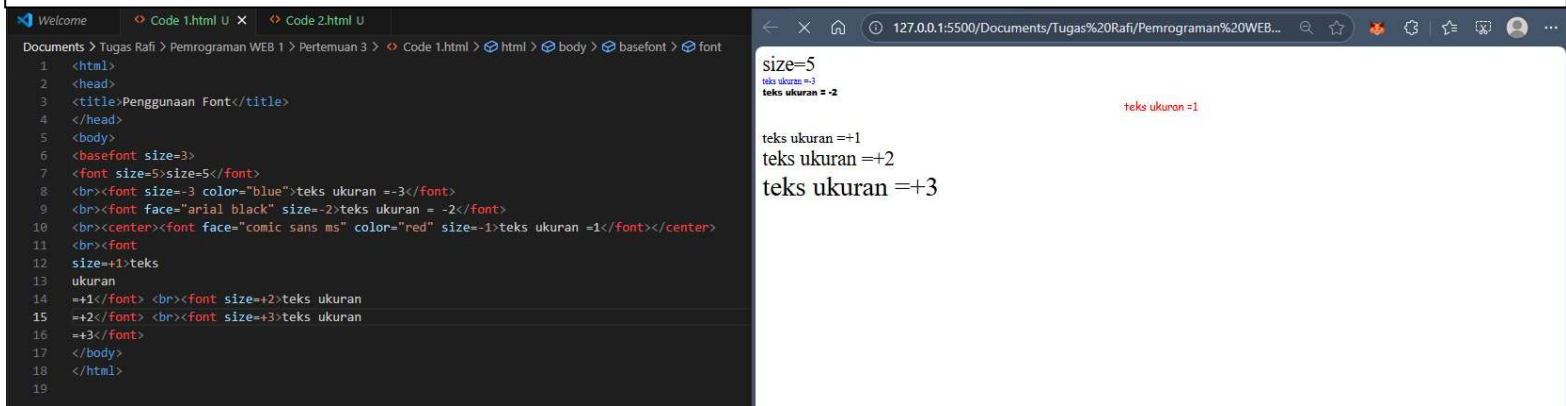 Welcome
Code 1.html U
Code 2.html U
Documents > Tugas Rafi > Pemrograman WEB 1 > Pertemuan 3 > Code 1.html > html > body > basefont > font
1 <html>
2 <head>
3 <title>Penggunaan Font</title>
4 </head>
5 <body>
6 <basefont size=3>
7 <font size=5>size=5</font>
8 <br><font size=-3 color="blue">teks ukuran =-3</font>
9 <br><font face="arial black" size=-2>teks ukuran = -2</font>
10 <br><center><font face="comic sans ms" color="red" size=-1>teks ukuran =1</font></center>
11 <br><font
12 size=+1>teks
13 ukuran
14 =+1</font> <br><font size=+2>teks ukuran
15 =+2</font> <br><font size=+3>teks ukuran
16 =+3</font>
17 </body>
18 </html>
19
127.0.0.1:5500/Documents/Tugas%20Rafi/Pemrograman%20WEB...
size=5
teks ukuran =-3
teks ukuran = -2
teks ukuran =1
teks ukuran =+1
teks ukuran =+2
teks ukuran =+3